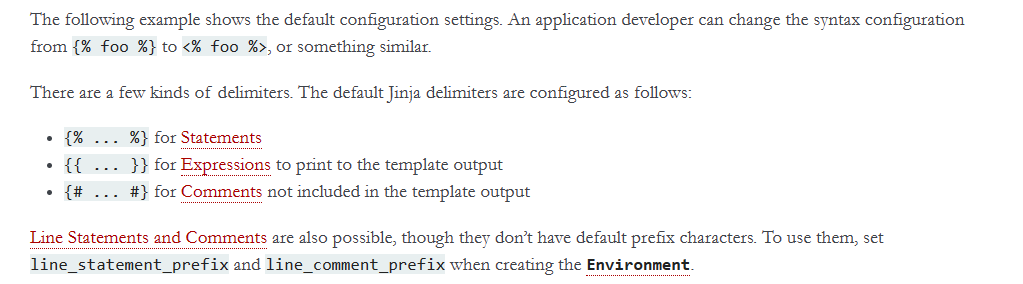 The following example shows the default configuration settings. An application developer can change the syntax configuration
from {% foo %} to <% foo %>, or something similar.
There are a few kinds of delimiters. The default Jinja delimiters are configured as follows:
• {% ... %} for Statements
• {{ ... }} for Expressions to print to the template output
• {# ... #} for Comments not included in the template output
Line Statements and Comments are also possible, though they don’t have default prefix characters. To use them, set
line_statement_prefix and line_comment_prefix when creating the Environment.